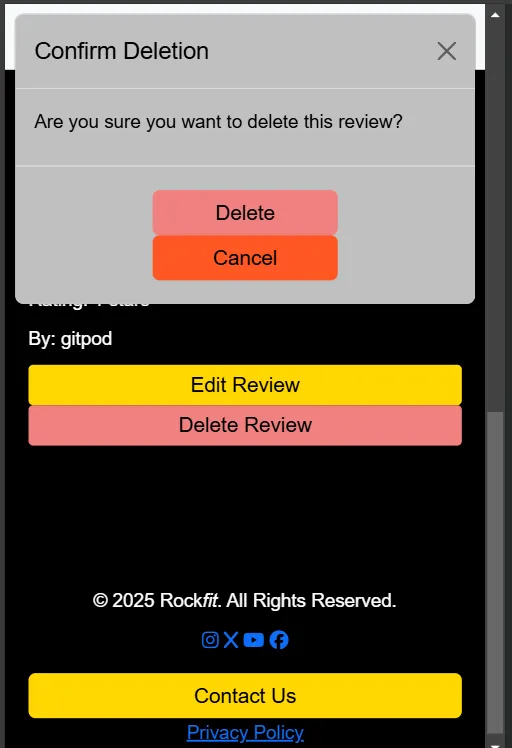 Confirm Deletion
Are you sure you want to delete this review?
Delete
Cancel
By: gitpod
Edit Review
Delete Review
© 2025 Rockfit. All Rights Reserved.
Contact Us
Privacy Policy